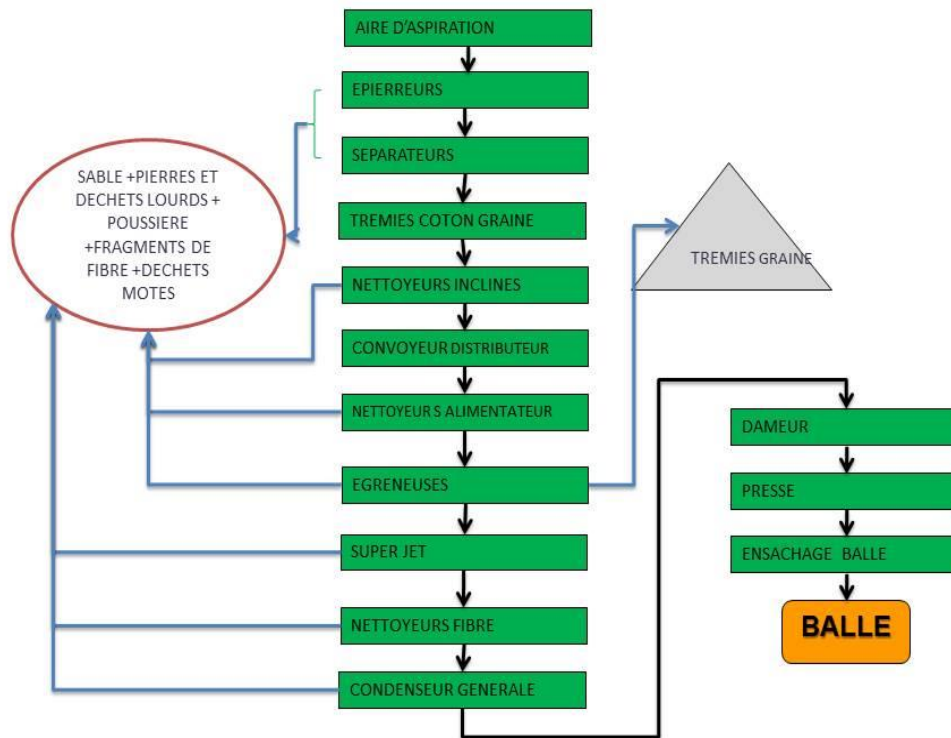 AIRE D'ASPIRATION
EPIERREURS
SEPARATEURS
SABLE +PIERRES ET
DECHETS LOURDS +
POUSSIERE
+FRAGMENTS DE
FIBRE +DECHETS
MOTES
TREMIES COTON GRAINE
TREMIES GRAINE
NETTOYEURS INCLINES
CONVOYEUR DISTRIBUTEUR
NETTOYEURS ALIMENTATEUR
EGRENEUSES
SUPER JET
NETTOYEURS FIBRE
CONDENSEUR GENERALE
DAMEUR
PRESSE
ENSACHAGE BALLE
BALLE